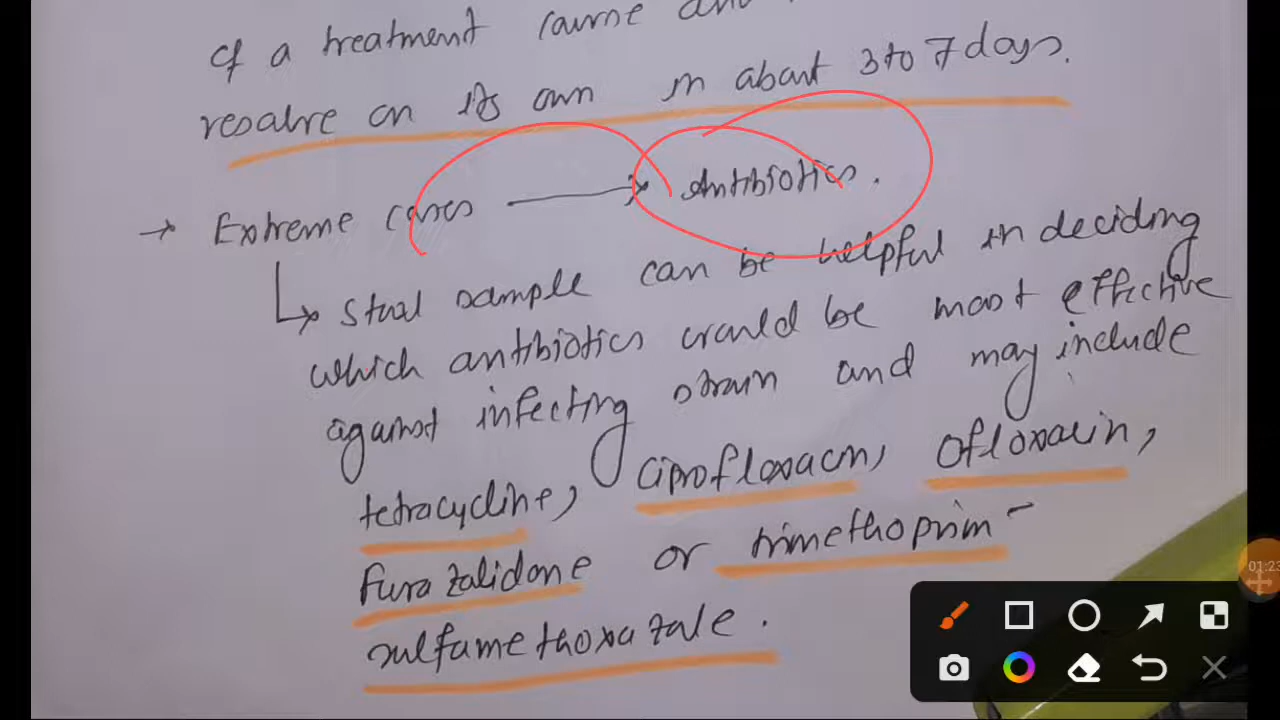 of a treatment course and
resolve on its own in about 3 to 7 days.
→ Extreme cases → Antibiotics.
↳ stool sample can be helpful in deciding
which antibiotics would be most effective
against infecting strain and may include
tetracycline, ciprofloxacin, ofloxacin,
furazolidone or trimethoprim-
sulfamethoxazole.
01:23